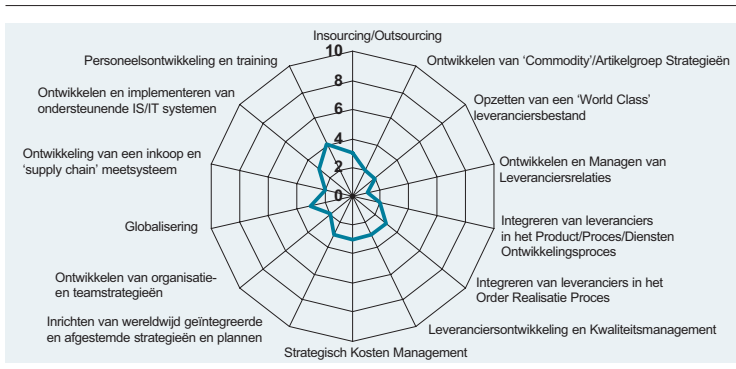 Insourcing/Outsourcing
10
8
6
4
2
0
Ontwikkelen van ‘Commodity’/Artikelgroep Strategieën
Opzetten van een ‘World Class’
leveranciersbestand
Ontwikkelen en Managen van
Leveranciersrelaties
Integreren van leveranciers
in het Product/Proces/Diensten
Ontwikkelingsproces
Integreren van leveranciers in het
Order Realisatie Proces
Leveranciersontwikkeling en Kwaliteitsmanagement
Strategisch Kosten Management
Inrichten van wereldwijd geïntegreerde
en afgestemde strategieën en plannen
Ontwikkelen van organisatie-
en teamstrategieën
Globalisering
Ontwikkeling van een inkoop en
‘supply chain’ meetsysteem
Ontwikkelen en implementeren van
ondersteunende IS/IT systemen
Personeelsontwikkeling en training